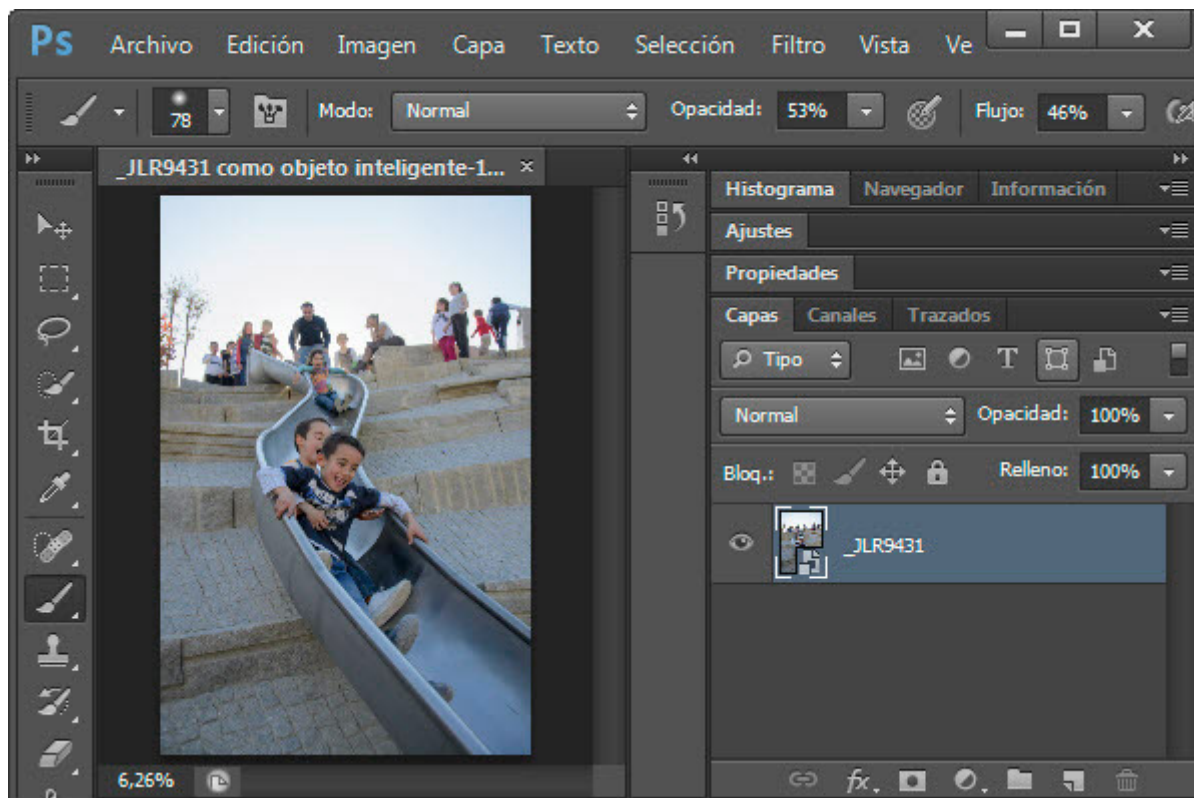 Ps Archivo Edición Imagen Capa Texto Selección Filtro Vista Ve
78 Modo: Normal Opacidad: 53% Flujo: 46%
_JLR9431 como objeto inteligente-1... ×
Histograma Navegador Información
Ajustes
Propiedades
Capas Canales Trazados
Tipo T
Normal Opacidad: 100%
Bloq.: Relleno: 100%
_JLR9431
6,26% fx